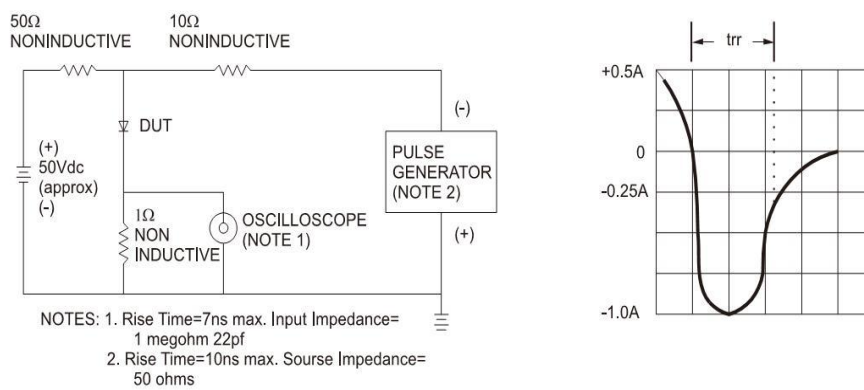 50Ω
NONINDUCTIVE
10Ω
NONINDUCTIVE
DUT
(+)
50Vdc
(approx)
(-)
1Ω
NON
INDUCTIVE
OSCILLOSCOPE
(NOTE 1)
(-)
PULSE
GENERATOR
(NOTE 2)
(+)
NOTES: 1. Rise Time=7ns max. Input Impedance=
1 megohm 22pf
2. Rise Time=10ns max. Sourse Impedance=
50 ohms
trr
+0.5A
0
-0.25A
-1.0A